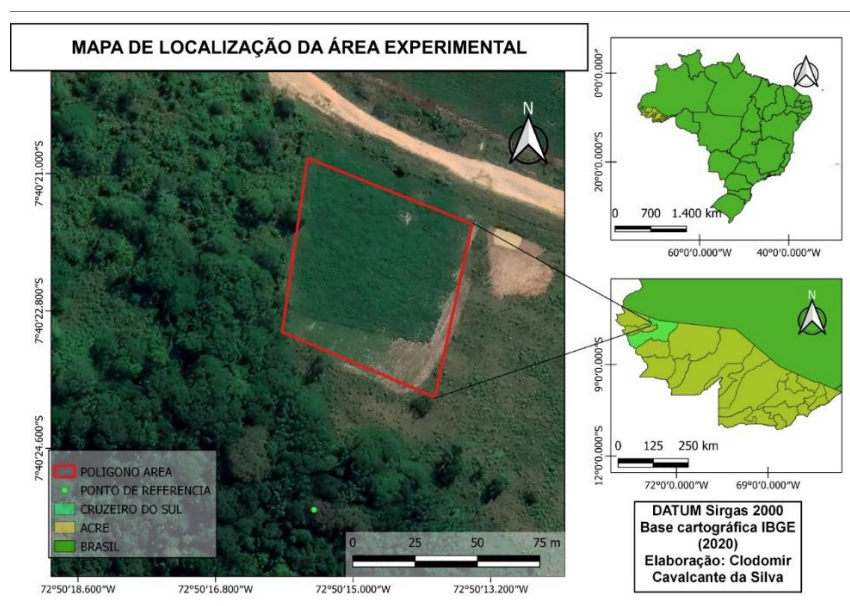 MAPA DE LOCALIZAÇÃO DA ÁREA EXPERIMENTAL
N
7°40'21.000"S
7°40'22.800"S
7°40'24.600"S
POLIGONO AREA
PONTO DE REFERENCIA
CRUZEIRO DO SUL
ACRE
BRASIL
0 25 50 75 m
72°50'18.600"W 72°50'16.800"W 72°50'15.000"W 72°50'13.200"W
0°0'0.000"
20°0'0.000"S
0 700 1.400 km
60°0'0.000"W 40°0'0.000"W
N
9°0'0.000"S
12°0'0.000"S
0 125 250 km
72°0'0.000"W 69°0'0.000"W
DATUM Sirgas 2000
Base cartográfica IBGE
(2020)
Elaboração: Clodomir
Cavalcante da Silva